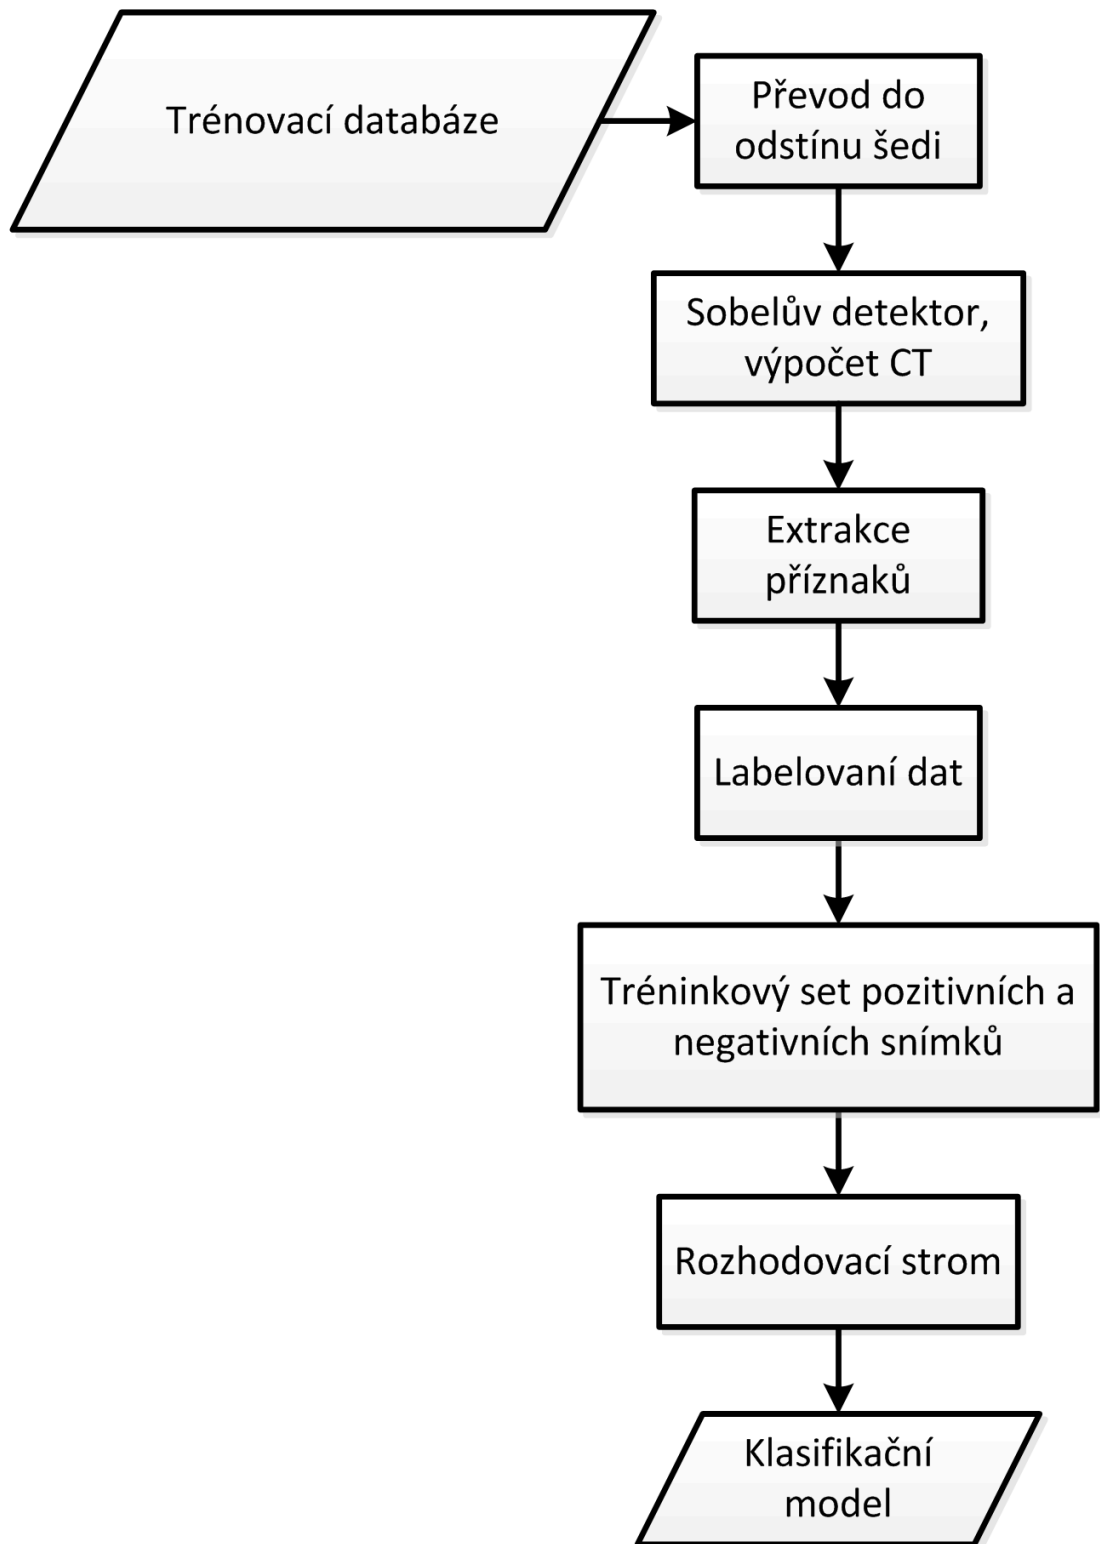 Trénovací databáze
Převod do
odstínu šedi
Sobelův detektor,
výpočet CT
Extrakce
příznaků
Labelovaní dat
Tréninkový set pozitivních a
negativních snímků
Rozhodovací strom
Klasifikační
model